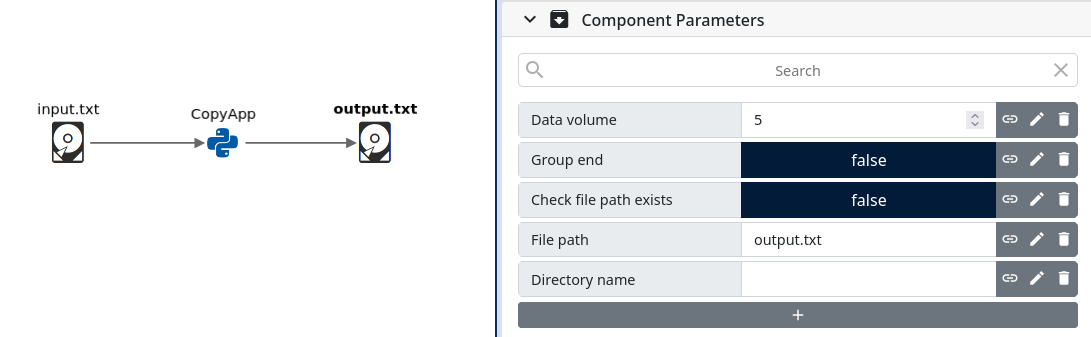 input.txt
CopyApp
output.txt
Component Parameters
Search
Data volume
5
Group end
false
Check file path exists
false
File path
output.txt
Directory name
+